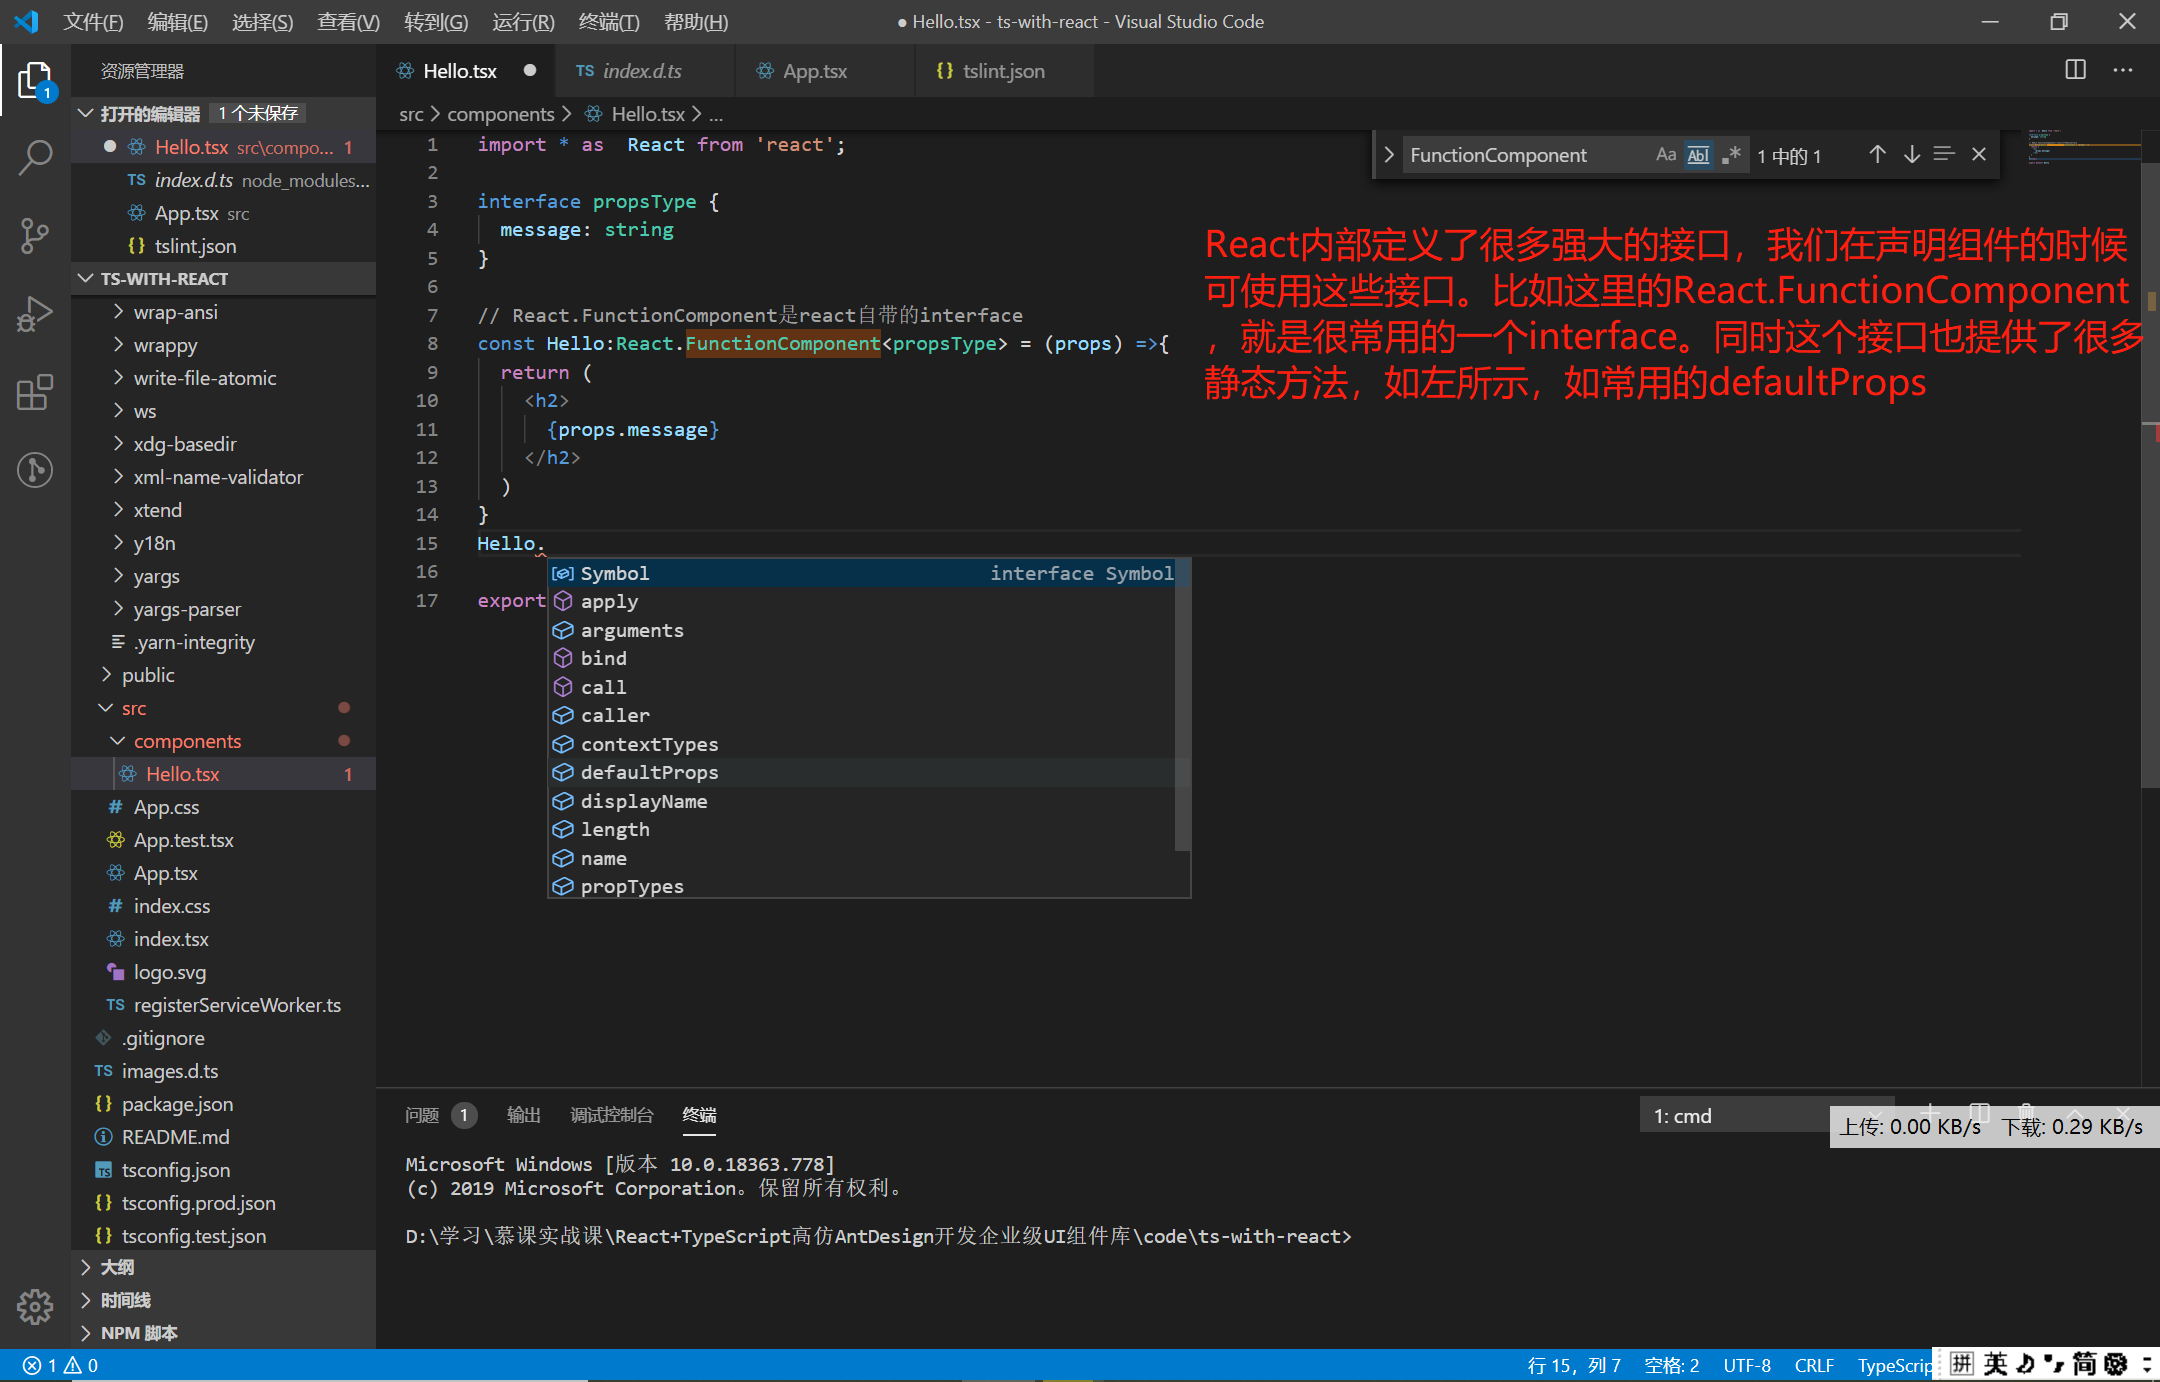 文件(F) 编辑(E) 选择(S) 查看(V) 转到(G) 运行(R) 终端(T) 帮助(H) ● Hello.tsx - ts-with-react - Visual Studio Code
资源管理器
打开的编辑器 1 个未保存
Hello.tsx src\compo... 1
TS index.d.ts node_modules...
App.tsx src
{} tslint.json
TS-WITH-REACT
wrap-ansi
wrappy
write-file-atomic
ws
xdg-basedir
xml-name-validator
xtend
y18n
yargs
yargs-parser
.yarn-integrity
public
src
components
Hello.tsx 1
# App.css
App.test.tsx
App.tsx
# index.css
index.tsx
logo.svg
TS registerServiceWorker.ts
.gitignore
TS images.d.ts
{} package.json
README.md
TS tsconfig.json
{} tsconfig.prod.json
{} tsconfig.test.json
大纲
时间线
NPM 脚本
1
Hello.tsx ● TS index.d.ts App.tsx {} tslint.json
src > components > Hello.tsx > ...
FunctionComponent Aa Abl .* 1 中的 1
1 import * as  React from 'react';
2
3 interface propsType {
4 message: string
5 }
6
7 // React.FunctionComponent是react自带的interface
8 const Hello:React.FunctionComponent<propsType> = (props) =>{
9 return (
10 <h2>
11 {props.message}
12 </h2>
13 )
14 }
15 Hello.
16
17 export
Symbol interface Symbol
apply
arguments
bind
call
caller
contextTypes
defaultProps
displayName
length
name
propTypes
React内部定义了很多强大的接口，我们在声明组件的时候
可使用这些接口。比如这里的React.FunctionComponent
，就是很常用的一个interface。同时这个接口也提供了很多
静态方法，如左所示，如常用的defaultProps
问题 1 输出 调试控制台 终端 1: cmd
上传: 0.00 KB/s 下载: 0.29 KB/s
Microsoft Windows [版本 10.0.18363.778]
(c) 2019 Microsoft Corporation。保留所有权利。
D:\学习\慕课实战课\React+TypeScript高仿AntDesign开发企业级UI组件库\code\ts-with-react>
1 0 行 15，列 7 空格: 2 UTF-8 CRLF TypeScrip
拼 英 简